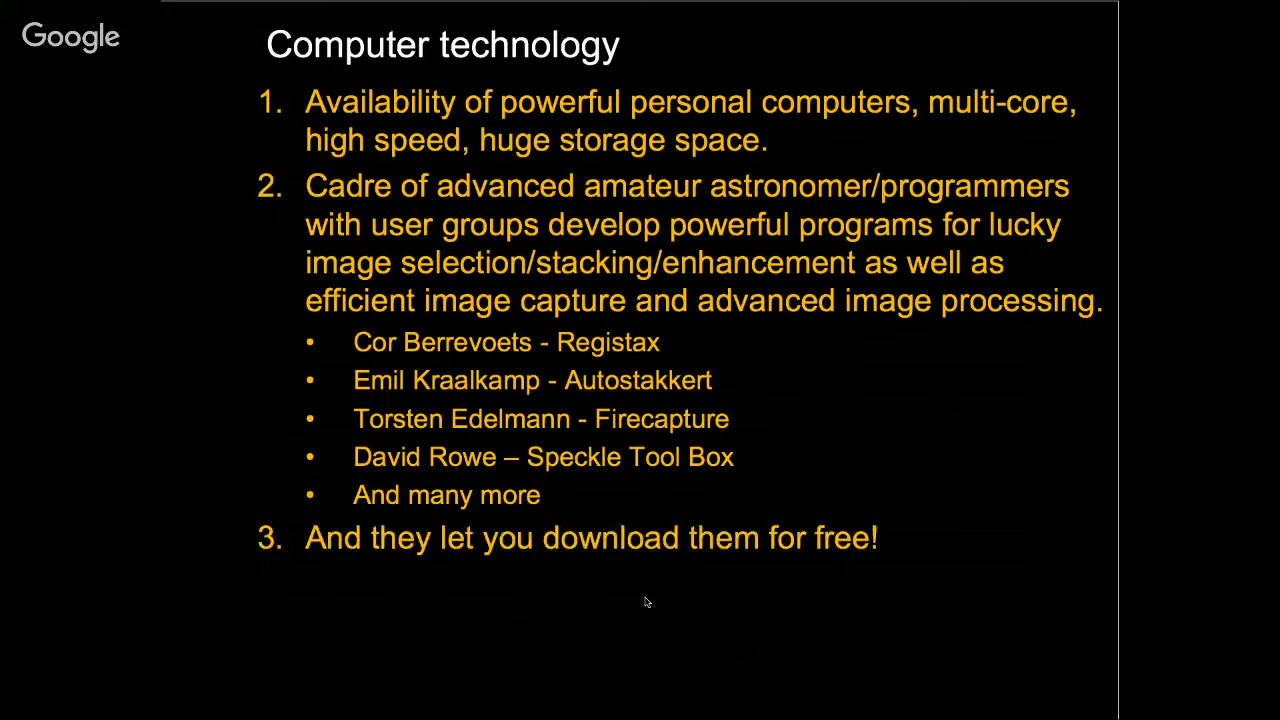 Google
Computer technology
1. Availability of powerful personal computers, multi-core,
high speed, huge storage space.
2. Cadre of advanced amateur astronomer/programmers
with user groups develop powerful programs for lucky
image selection/stacking/enhancement as well as
efficient image capture and advanced image processing.
• Cor Berrevoets - Registax
• Emil Kraalkamp - Autostakkert
• Torsten Edelmann - Firecapture
• David Rowe – Speckle Tool Box
• And many more
3. And they let you download them for free!